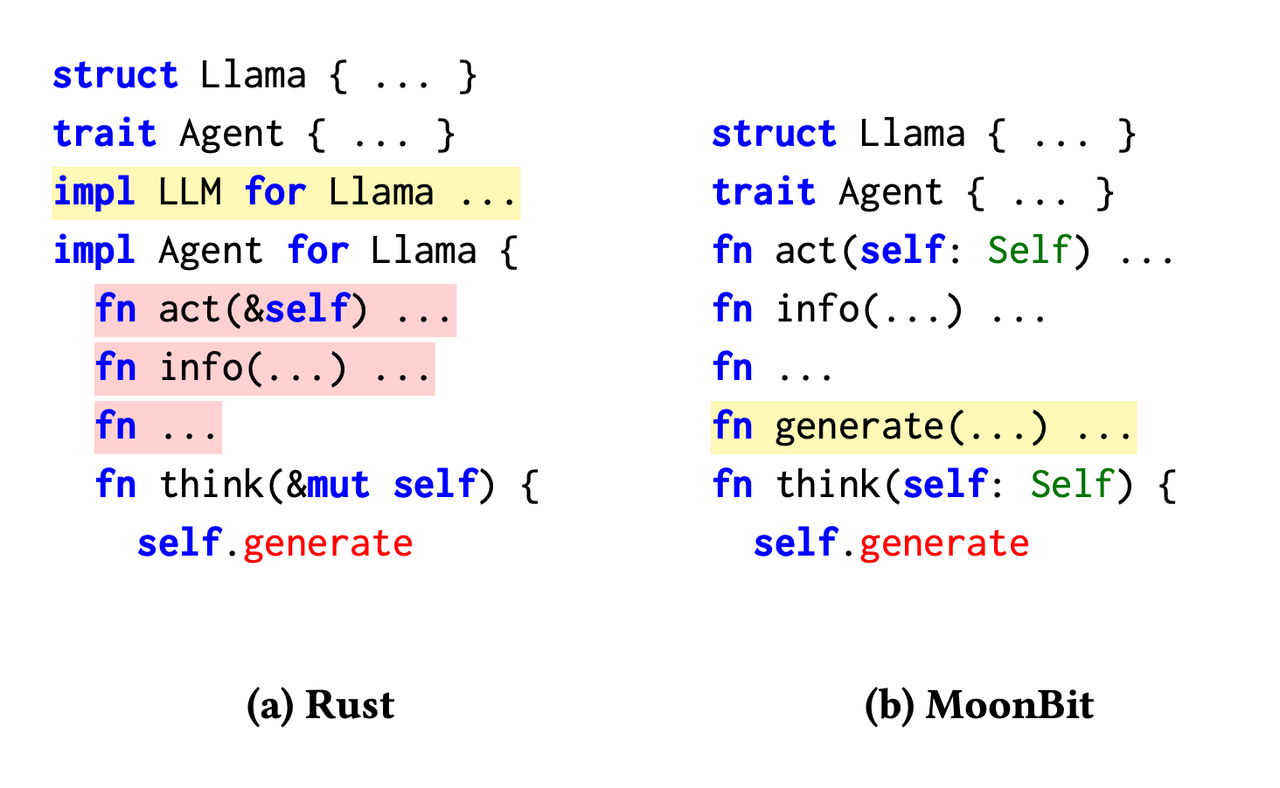 struct Llama { ... }
trait Agent { ... }
impl LLM for Llama ...
impl Agent for Llama {
fn act(&self) ...
fn info(...) ...
fn ...
fn think(&mut self) {
self.generate
(a) Rust
struct Llama { ... }
trait Agent { ... }
fn act(self: Self) ...
fn info(...) ...
fn ...
fn generate(...) ...
fn think(self: Self) {
self.generate
(b) MoonBit